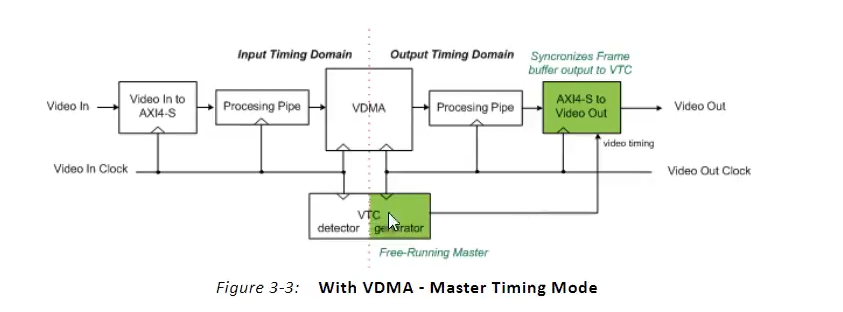 Input Timing Domain
Output Timing Domain
Syncronizes Frame
buffer output to VTC
Video In
Video In to
AXI4-S
Procesing Pipe
VDMA
Procesing Pipe
AXI4-S to
Video Out
Video Out
video timing
Video In Clock
Video Out Clock
VTC
detector
generator
Free-Running Master
Figure 3-3: With VDMA - Master Timing Mode